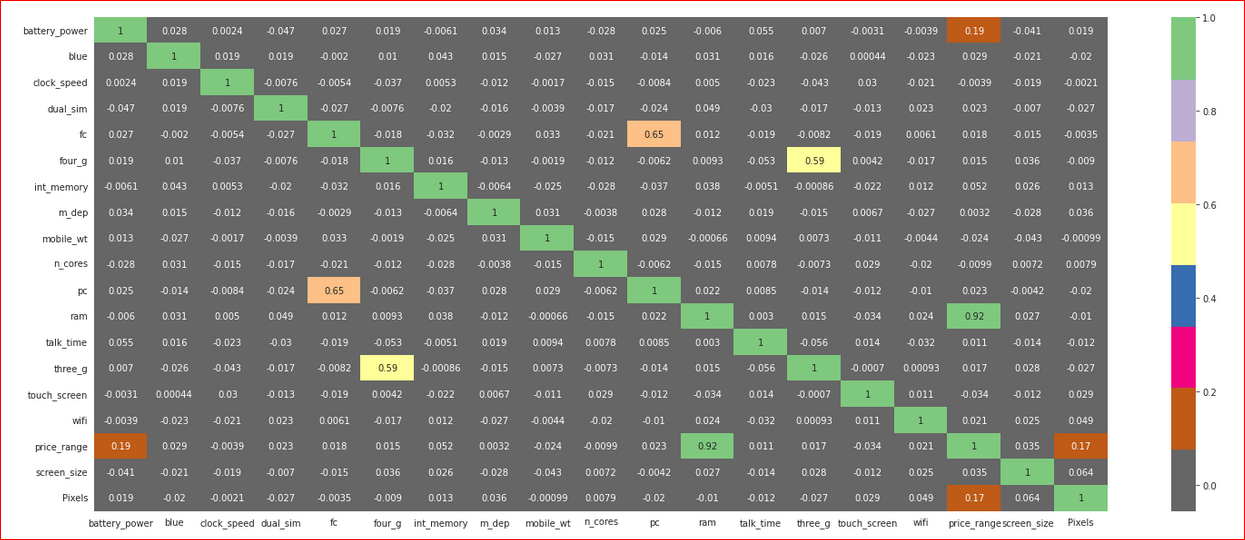 battery_power 1 0.028 0.0024 -0.047 0.027 0.019 -0.0061 0.034 0.013 -0.028 0.025 -0.006 0.055 0.007 -0.0031 -0.0039 0.19 -0.041 0.019
blue 0.028 1 0.019 0.019 -0.002 0.01 0.043 0.015 -0.027 0.031 -0.014 0.031 0.016 -0.026 0.00044 -0.023 0.029 -0.021 -0.02
clock_speed 0.0024 0.019 1 -0.0076 -0.0054 -0.037 0.0053 -0.012 -0.0017 -0.015 -0.0084 0.005 -0.023 -0.043 0.03 -0.021 -0.0039 -0.019 -0.0021
dual_sim -0.047 0.019 -0.0076 1 -0.027 -0.0076 -0.02 -0.016 -0.0039 -0.017 -0.024 0.049 -0.03 -0.017 -0.013 0.023 0.023 -0.007 -0.027
fc 0.027 -0.002 -0.0054 -0.027 1 -0.018 -0.032 -0.0029 0.033 -0.021 0.65 0.012 -0.019 -0.0082 -0.019 0.0061 0.018 -0.015 -0.0035
four_g 0.019 0.01 -0.037 -0.0076 -0.018 1 0.016 -0.013 -0.0019 -0.012 -0.0062 0.0093 -0.053 0.59 0.0042 -0.017 0.015 0.036 -0.009
int_memory -0.0061 0.043 0.0053 -0.02 -0.032 0.016 1 -0.0064 -0.025 -0.028 -0.037 0.038 -0.0051 -0.00086 -0.022 0.012 0.052 0.026 0.013
m_dep 0.034 0.015 -0.012 -0.016 -0.0029 -0.013 -0.0064 1 0.031 -0.0038 0.028 -0.012 0.019 -0.015 0.0067 -0.027 0.0032 -0.028 0.036
mobile_wt 0.013 -0.027 -0.0017 -0.0039 0.033 -0.0019 -0.025 0.031 1 -0.015 0.029 -0.00066 0.0094 0.0073 -0.011 -0.0044 -0.024 -0.043 -0.00099
n_cores -0.028 0.031 -0.015 -0.017 -0.021 -0.012 -0.028 -0.0038 -0.015 1 -0.0062 -0.015 0.0078 -0.0073 0.029 -0.02 -0.0099 0.0072 0.0079
pc 0.025 -0.014 -0.0084 -0.024 0.65 -0.0062 -0.037 0.028 0.029 -0.0062 1 0.022 0.0085 -0.014 -0.012 -0.01 0.023 -0.0042 -0.02
ram -0.006 0.031 0.005 0.049 0.012 0.0093 0.038 -0.012 -0.00066 -0.015 0.022 1 0.003 0.015 -0.034 0.024 0.92 0.027 -0.01
talk_time 0.055 0.016 -0.023 -0.03 -0.019 -0.053 -0.0051 0.019 0.0094 0.0078 0.0085 0.003 1 -0.056 0.014 -0.032 0.011 -0.014 -0.012
three_g 0.007 -0.026 -0.043 -0.017 -0.0082 0.59 -0.00086 -0.015 0.0073 -0.0073 -0.014 0.015 -0.056 1 -0.0007 0.00093 0.017 0.028 -0.027
touch_screen -0.0031 0.00044 0.03 -0.013 -0.019 0.0042 -0.022 0.0067 -0.011 0.029 -0.012 -0.034 0.014 -0.0007 1 0.011 -0.034 -0.012 0.029
wifi -0.0039 -0.023 -0.021 0.023 0.0061 -0.017 0.012 -0.027 -0.0044 -0.02 -0.01 0.024 -0.032 0.00093 0.011 1 0.021 0.025 0.049
price_range 0.19 0.029 -0.0039 0.023 0.018 0.015 0.052 0.0032 -0.024 -0.0099 0.023 0.92 0.011 0.017 -0.034 0.021 1 0.035 0.17
screen_size -0.041 -0.021 -0.019 -0.007 -0.015 0.036 0.026 -0.028 -0.043 0.0072 -0.0042 0.027 -0.014 0.028 -0.012 0.025 0.035 1 0.064
Pixels 0.019 -0.02 -0.0021 -0.027 -0.0035 -0.009 0.013 0.036 -0.00099 0.0079 -0.02 -0.01 -0.012 -0.027 0.029 0.049 0.17 0.064 1
battery_power blue clock_speed dual_sim fc four_g int_memory m_dep mobile_wt n_cores pc ram talk_time three_g touch_screen wifi price_range screen_size Pixels
1.0
0.8
0.6
0.4
0.2
0.0